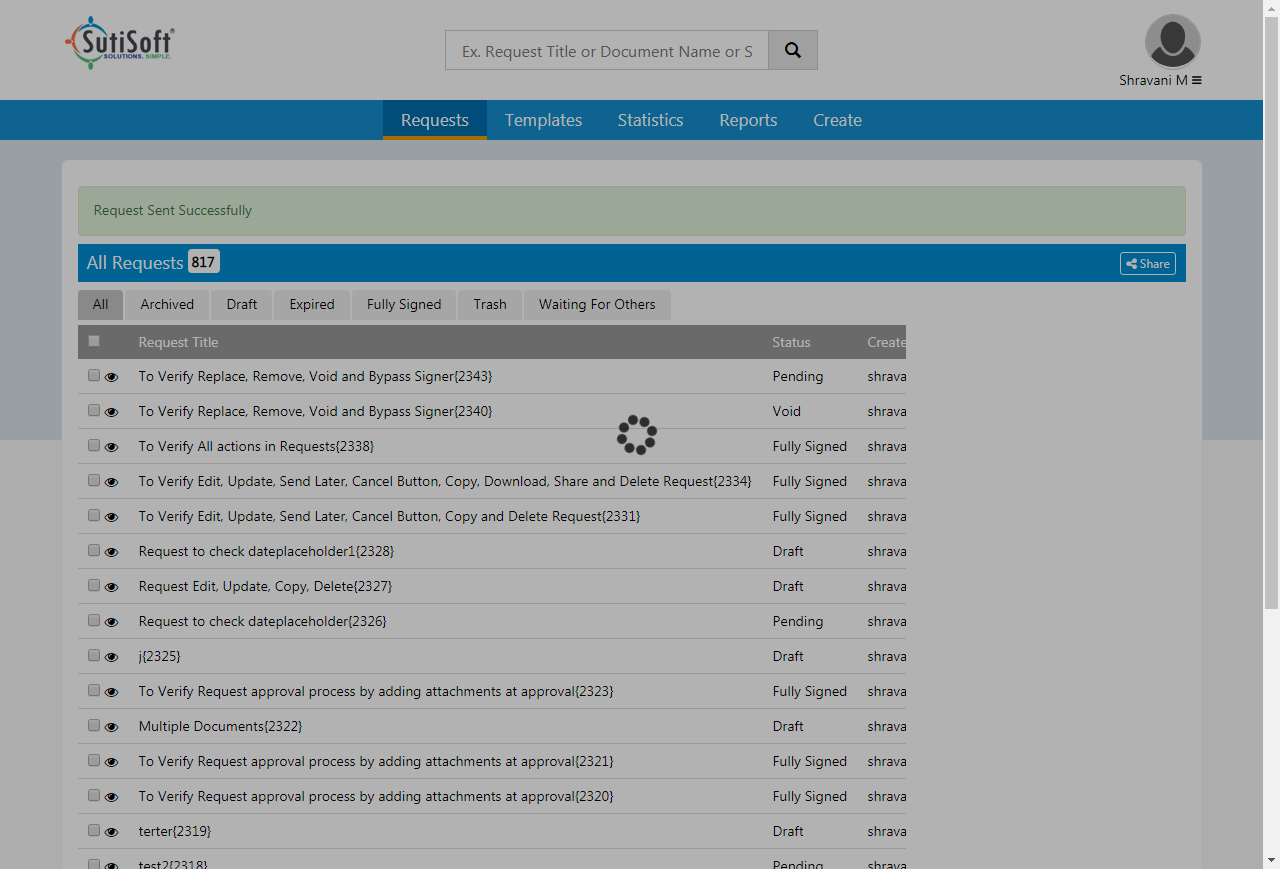 SutiSoft
SOLUTIONS. SIMPLE.
Ex. Request Title or Document Name or S
Shravani M
Requests Templates Statistics Reports Create
Request Sent Successfully
All Requests 817 Share
All Archived Draft Expired Fully Signed Trash Waiting For Others
Request Title Status Create
To Verify Replace, Remove, Void and Bypass Signer{2343} Pending shrava
To Verify Replace, Remove, Void and Bypass Signer{2340} Void shrava
To Verify All actions in Requests{2338} Fully Signed shrava
To Verify Edit, Update, Send Later, Cancel Button, Copy, Download, Share and Delete Request{2334} Fully Signed shrava
To Verify Edit, Update, Send Later, Cancel Button, Copy and Delete Request{2331} Fully Signed shrava
Request to check dateplaceholder1{2328} Draft shrava
Request Edit, Update, Copy, Delete{2327} Draft shrava
Request to check dateplaceholder{2326} Pending shrava
j{2325} Draft shrava
To Verify Request approval process by adding attachments at approval{2323} Fully Signed shrava
Multiple Documents{2322} Draft shrava
To Verify Request approval process by adding attachments at approval{2321} Fully Signed shrava
To Verify Request approval process by adding attachments at approval{2320} Fully Signed shrava
terter{2319} Draft shrava
test2{2318} Pending shrava